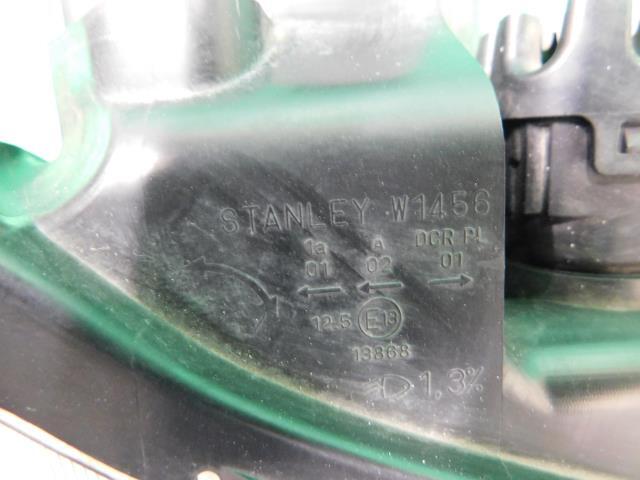 STANLEY W1456
1a A DCR PL
01 02 01
← ← →
12.5 E13
13868
1.3%